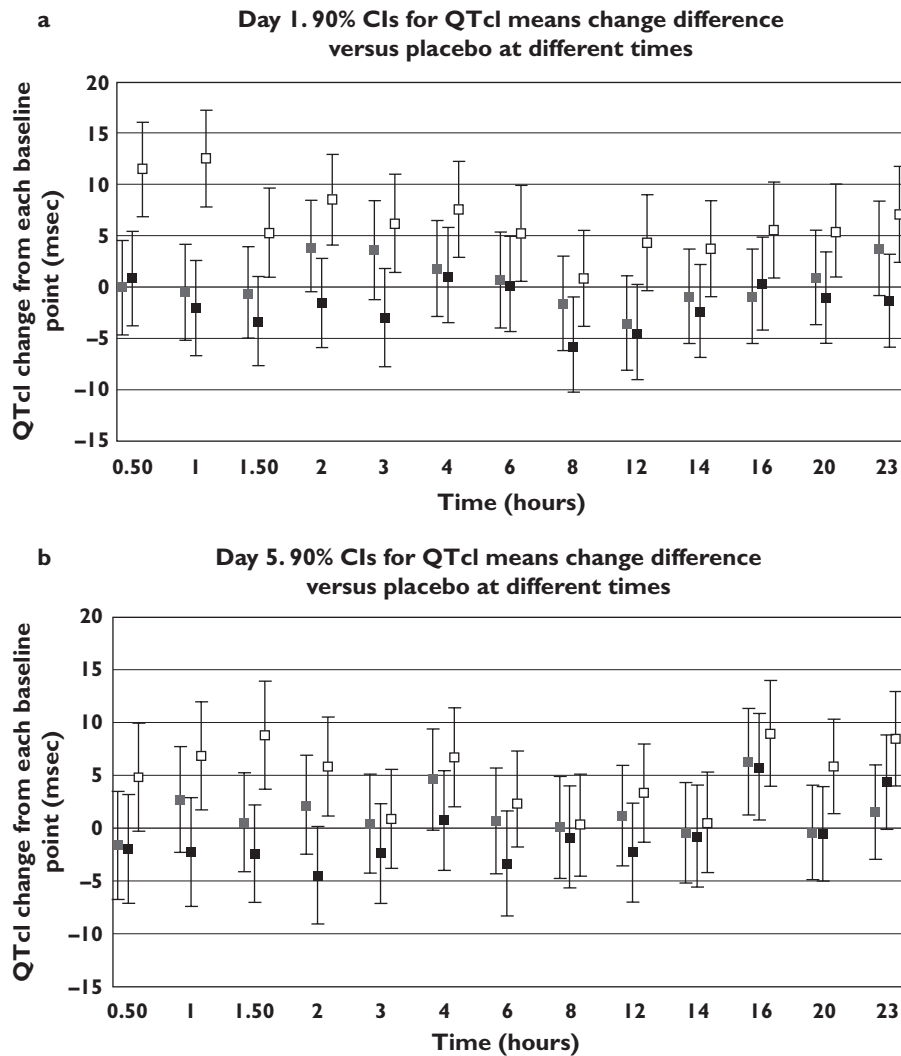 a
Day 1. 90% CIs for QTcl means change difference
versus placebo at different times
QTcl change from each baseline
point (msec)
20
15
10
5
0
–5
–10
–15
0.50 1 1.50 2 3 4 6 8 12 14 16 20 23
Time (hours)
b
Day 5. 90% CIs for QTcl means change difference
versus placebo at different times
QTcl change from each baseline
point (msec)
20
15
10
5
0
–5
–10
–15
0.50 1 1.50 2 3 4 6 8 12 14 16 20 23
Time (hours)